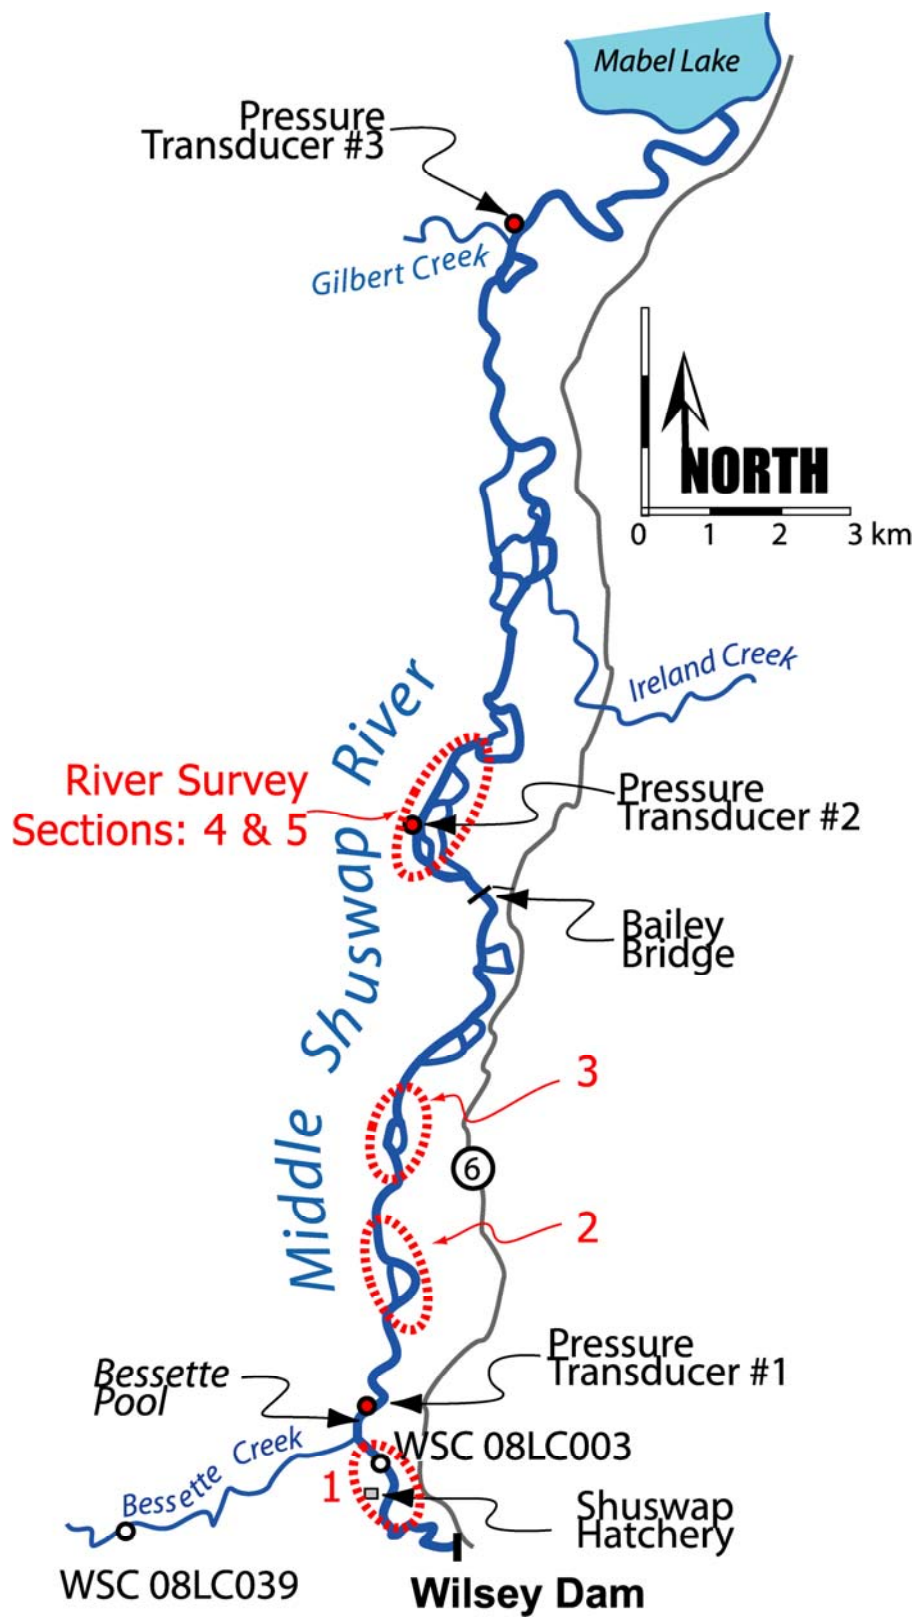 Mabel Lake
Pressure
Transducer #3
Gilbert Creek
NORTH
0 1 2 3 km
Ireland Creek
Middle Shuswap River
River Survey
Sections: 4 & 5
Pressure
Transducer #2
Bailey
Bridge
3
6
2
Pressure
Transducer #1
Bessette
Pool
WSC 08LC003
Bessette Creek
1
Shuswap
Hatchery
WSC 08LC039
Wilsey Dam